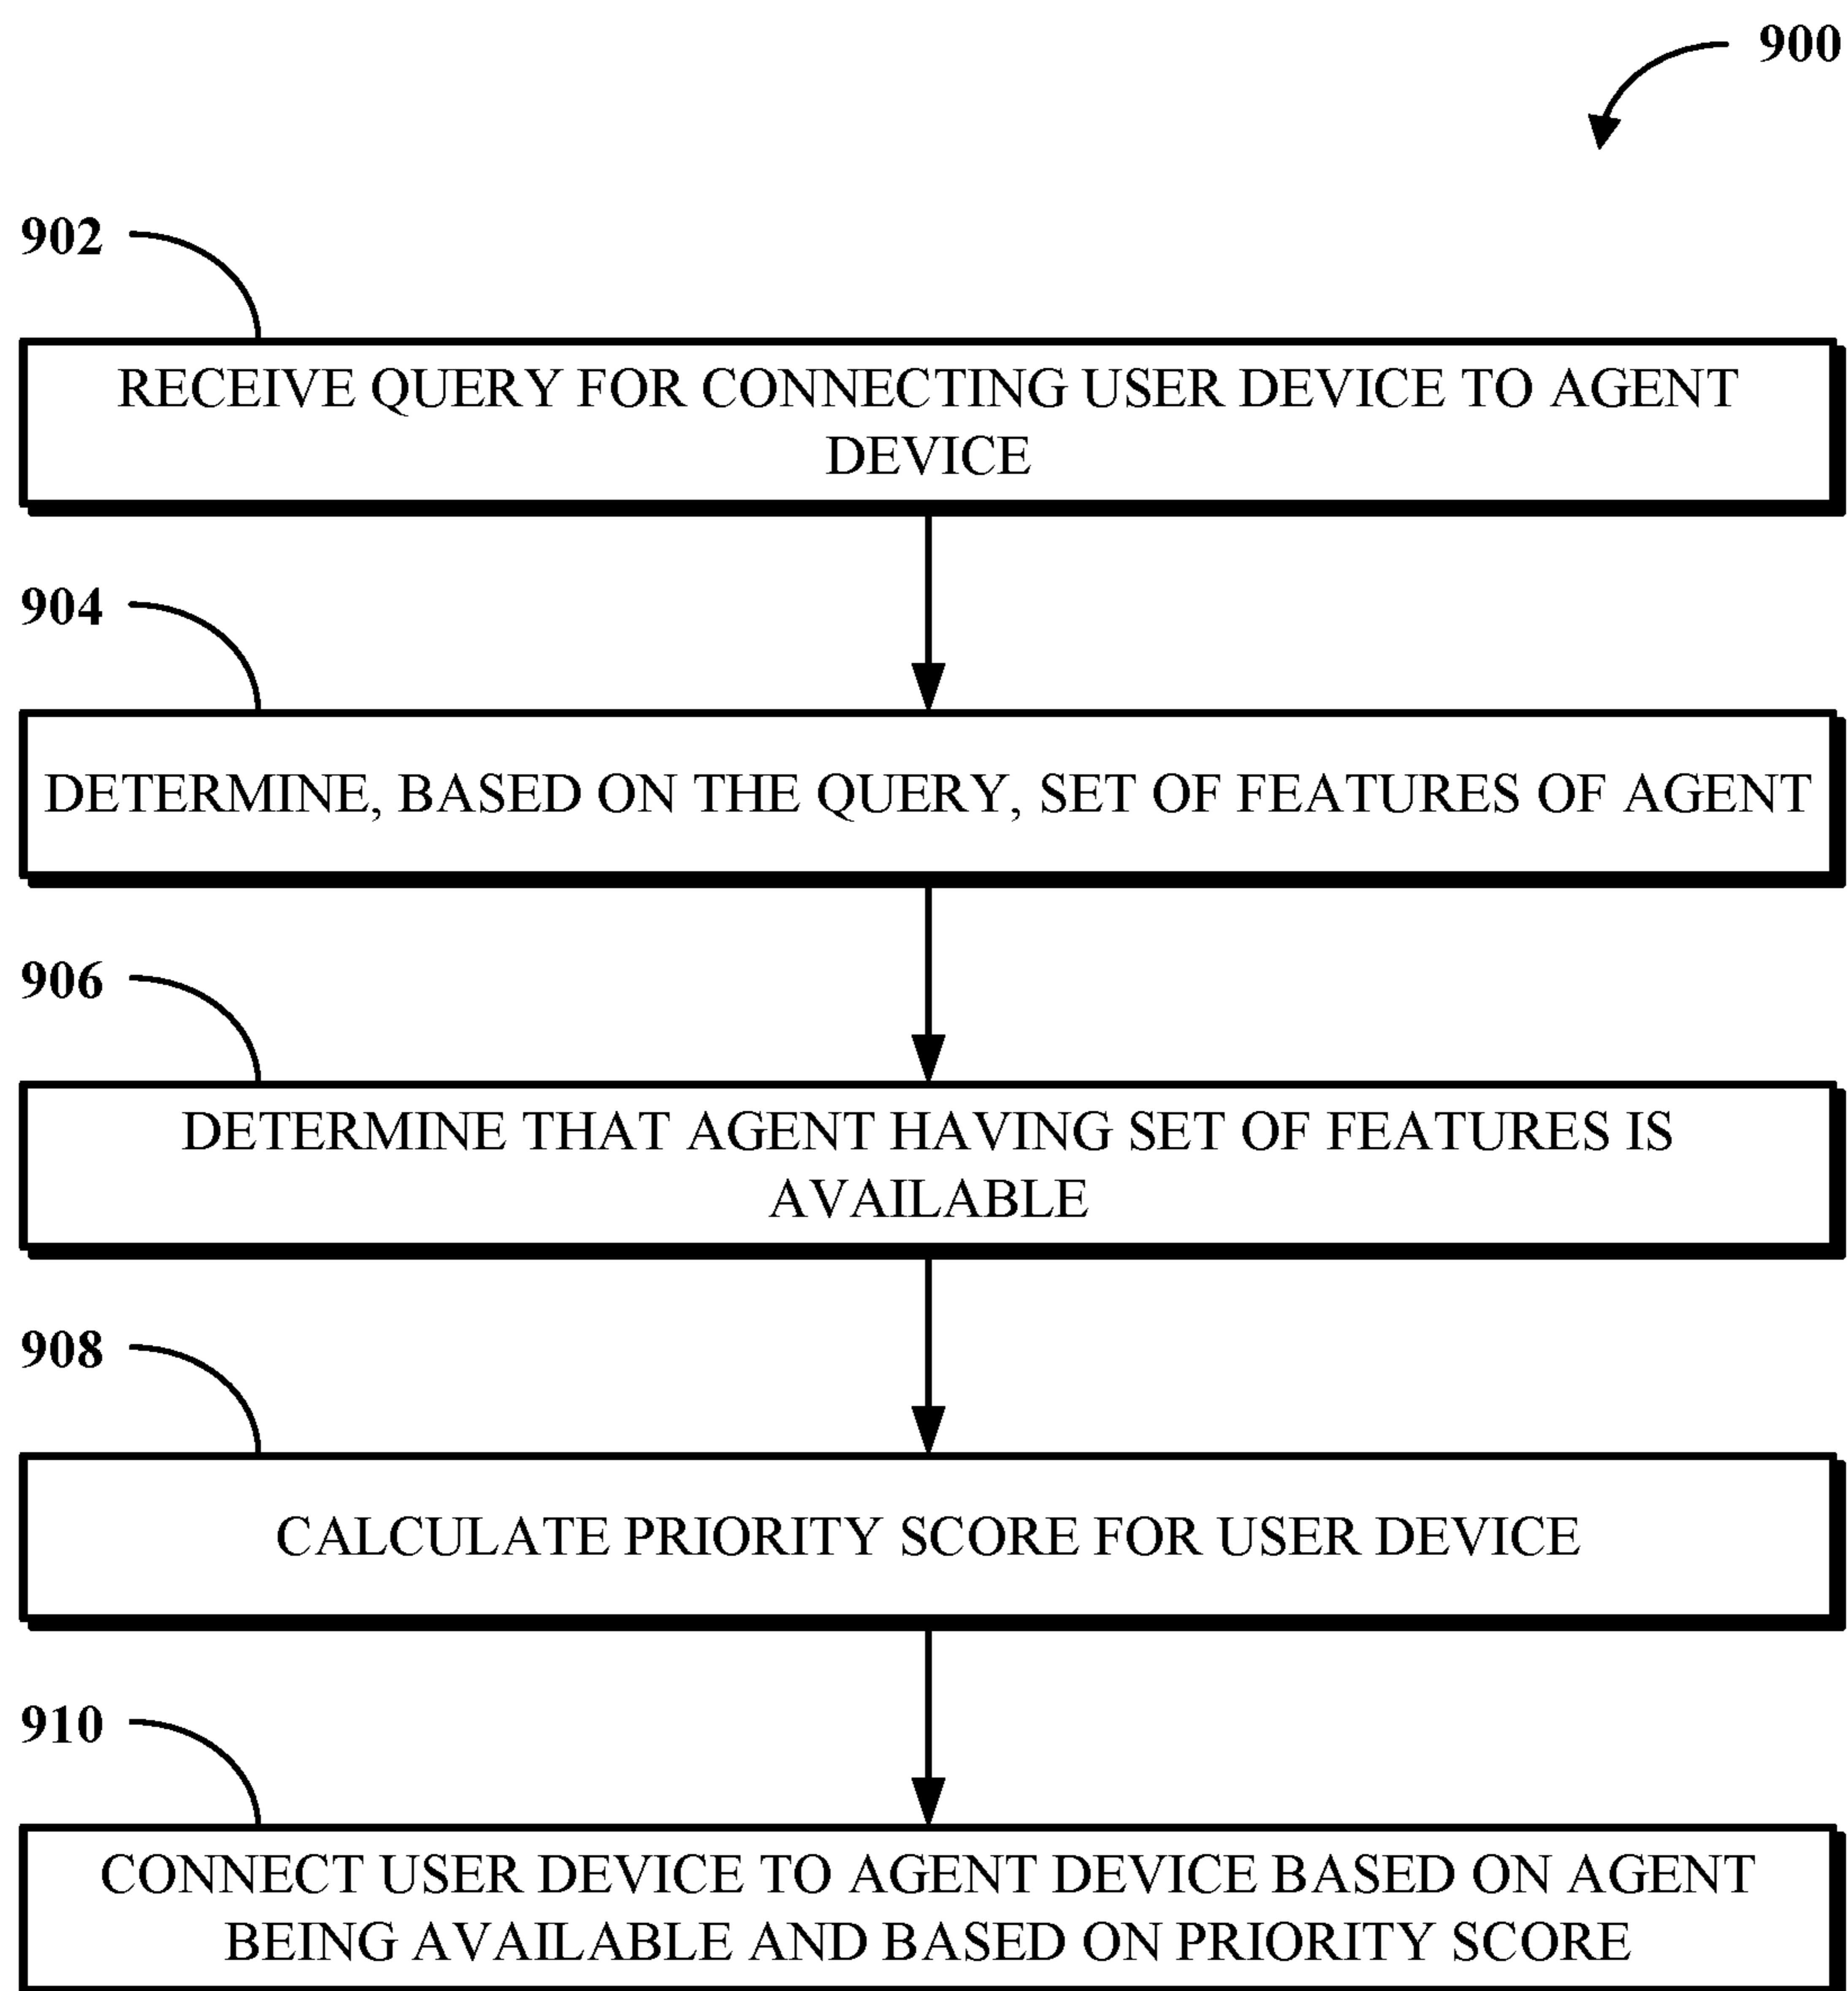 900
902
RECEIVE QUERY FOR CONNECTING USER DEVICE TO AGENT
DEVICE
904
DETERMINE, BASED ON THE QUERY, SET OF FEATURES OF AGENT
906
DETERMINE THAT AGENT HAVING SET OF FEATURES IS
AVAILABLE
908
CALCULATE PRIORITY SCORE FOR USER DEVICE
910
CONNECT USER DEVICE TO AGENT DEVICE BASED ON AGENT
BEING AVAILABLE AND BASED ON PRIORITY SCORE